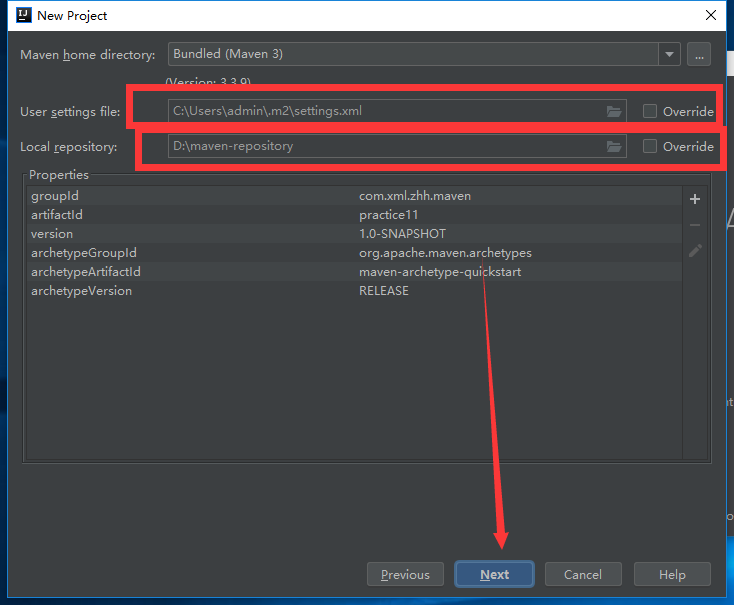 New Project
Maven home directory: Bundled (Maven 3) ...
(Version: 3.3.9)
User settings file: C:\Users\admin\.m2\settings.xml Override
Local repository: D:\maven-repository Override
Properties
groupId com.xml.zhh.maven
artifactId practice11
version 1.0-SNAPSHOT
archetypeGroupId org.apache.maven.archetypes
archetypeArtifactId maven-archetype-quickstart
archetypeVersion RELEASE
Previous Next Cancel Help